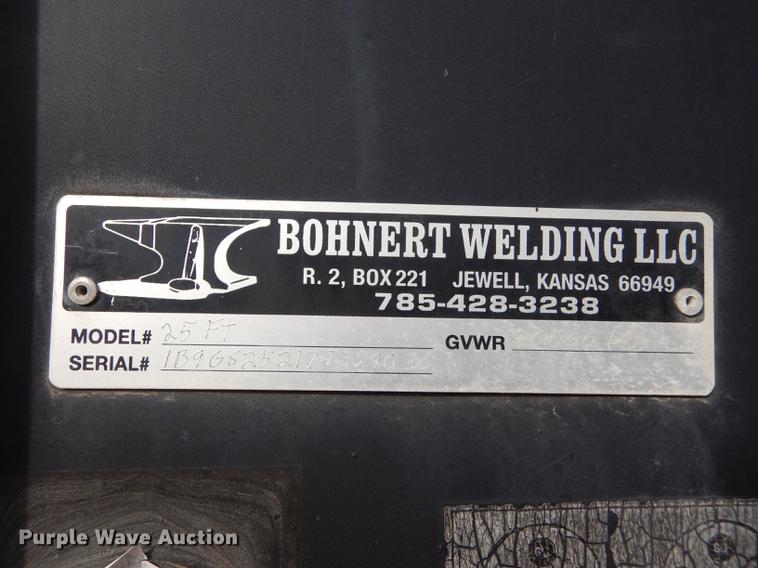 BOHNERT WELDING LLC
R. 2, BOX 221 JEWELL, KANSAS 66949
785-428-3238
MODEL# 25 FT
GVWR
SERIAL#
Purple Wave Auction